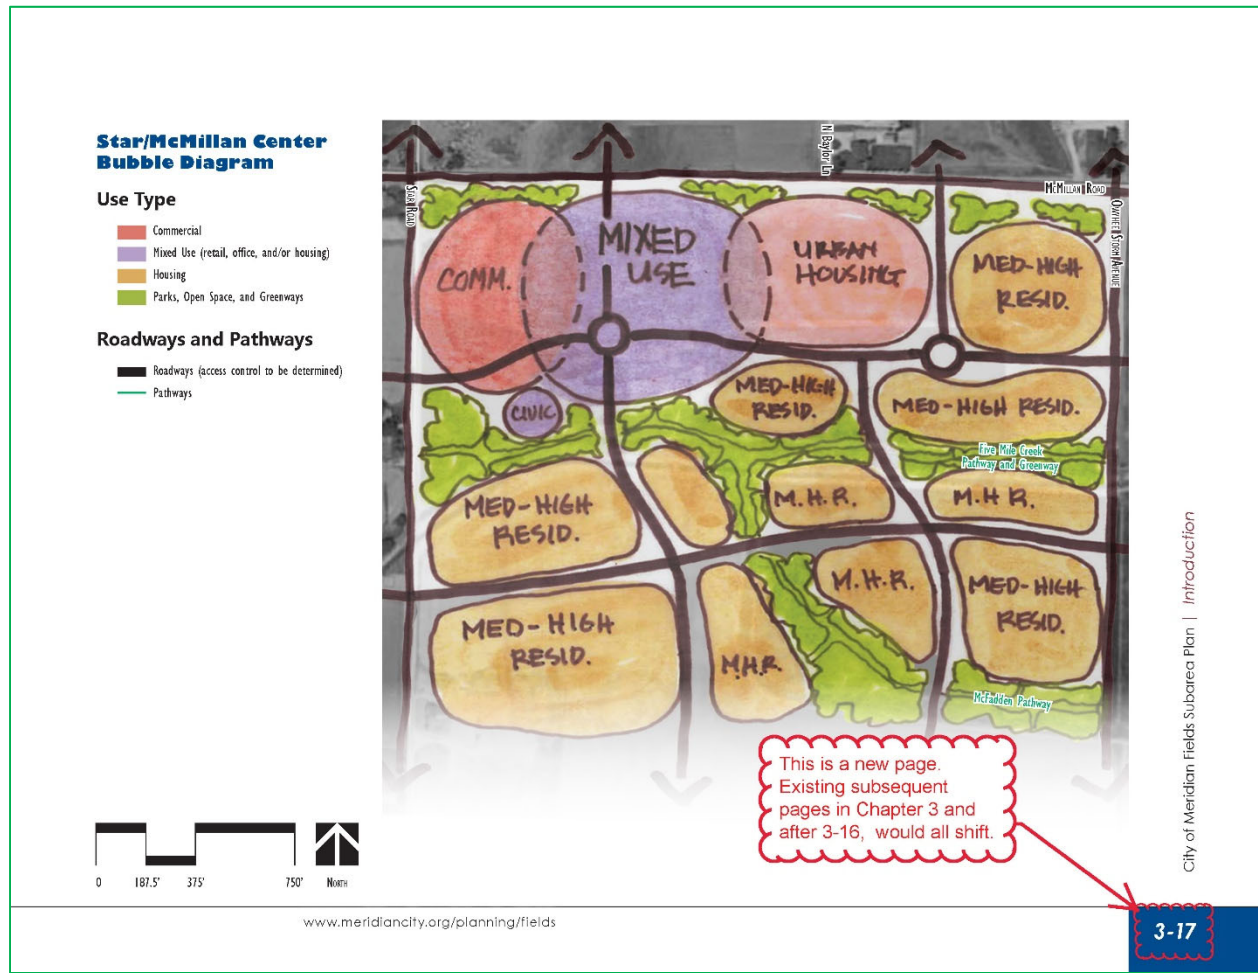 Star/McMillan Center
Bubble Diagram
Use Type
Commercial
Mixed Use (retail, office, and/or housing)
Housing
Parks, Open Space, and Greenways
Roadways and Pathways
Roadways (access control to be determined)
Pathways
0 187.5' 375' 750' North
Star Road
N Baylor Ln
McMillan Road
Owyhee Storm Avenue
COMM.
MIXED
USE
URBAN
HOUSING
MED-HIGH
RESID.
CIVIC
MED-HIGH
RESID.
MED-HIGH RESID.
Five Mile Creek
Pathway and Greenway
MED-HIGH
RESID.
M.H.R.
M.H R.
MED-HIGH
RESID.
M.H.R.
M.H.R.
MED-HIGH
RESID.
McFadden Pathway
This is a new page.
Existing subsequent
pages in Chapter 3 and
after 3-16, would all shift.
City of Meridian Fields Subarea Plan | Introduction
www.meridiancity.org/planning/fields
3-17